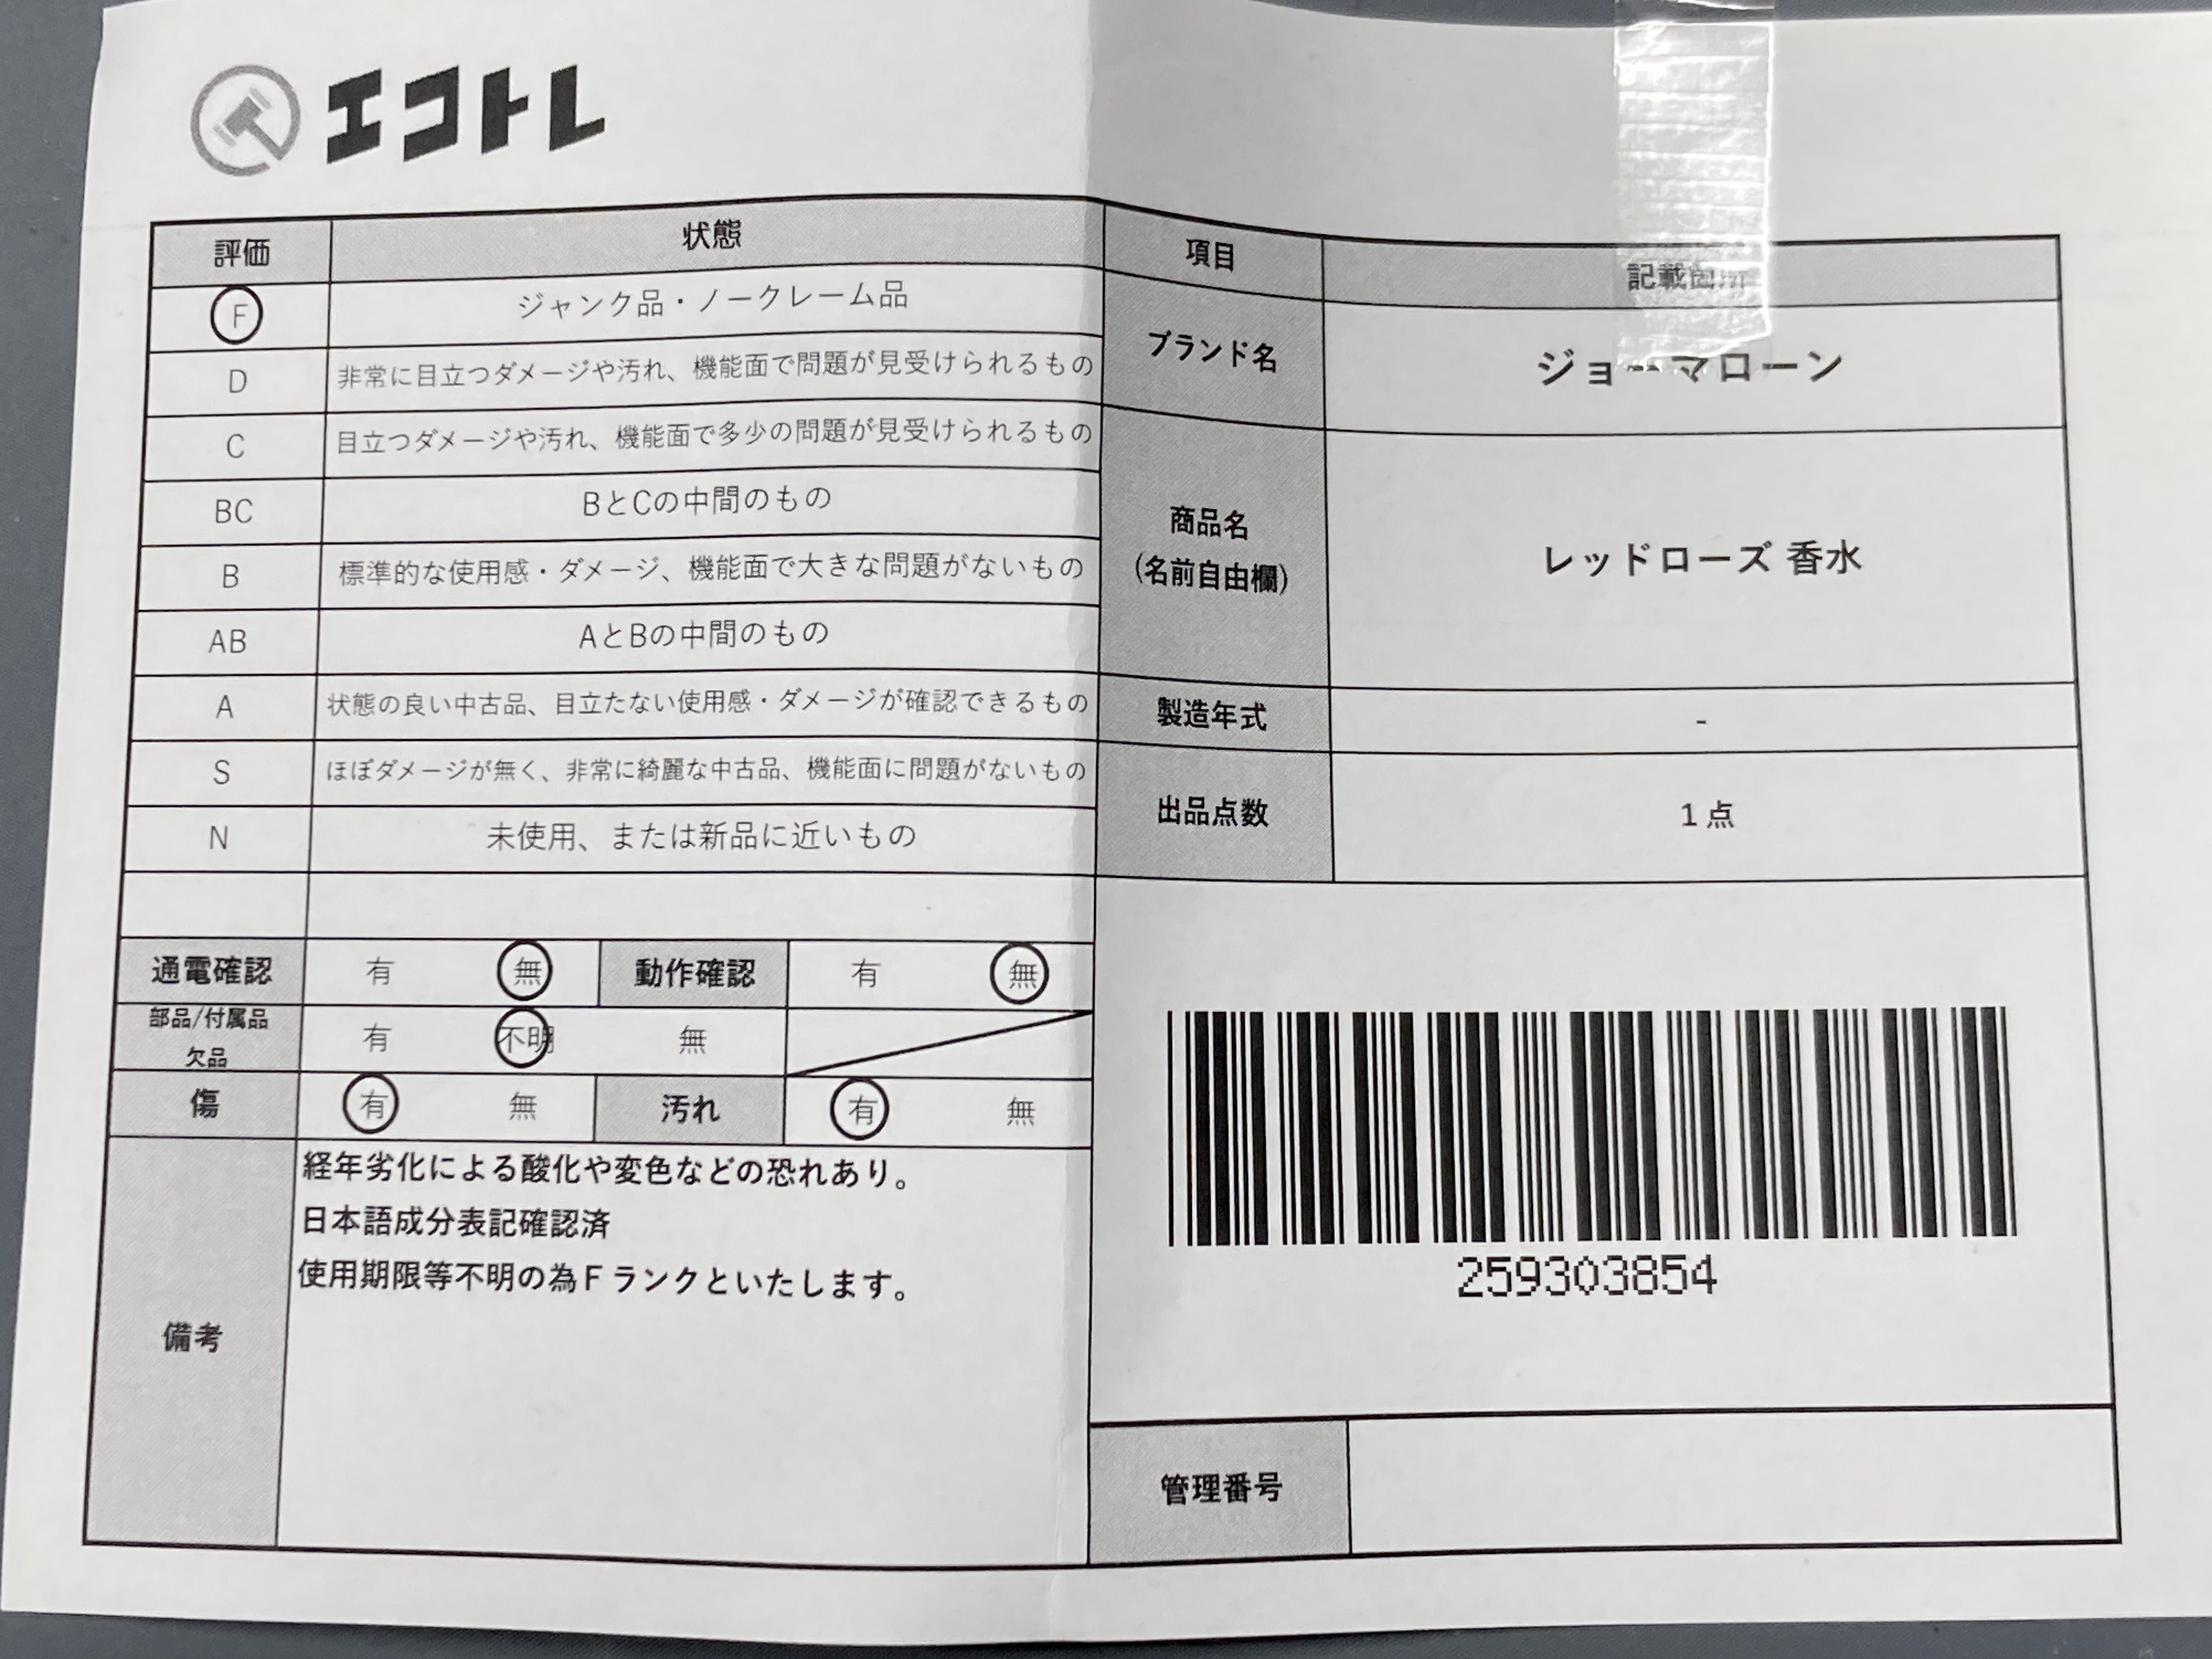 エコトレ
評価 状態
F ジャンク品・ノークレーム品
D 非常に目立つダメージや汚れ、機能面で問題が見受けられるもの
C 目立つダメージや汚れ、機能面で多少の問題が見受けられるもの
BC BとCの中間のもの
B 標準的な使用感・ダメージ、機能面で大きな問題がないもの
AB AとBの中間のもの
A 状態の良い中古品、目立たない使用感・ダメージが確認できるもの
S ほぼダメージが無く、非常に綺麗な中古品、機能面に問題がないもの
N 未使用、または新品に近いもの
通電確認 有 無 動作確認 有 無
部品/付属品
欠品 有 不明 無
傷 有 無 汚れ 有 無
備考
経年劣化による酸化や変色などの恐れあり。
日本語成分表記確認済
使用期限等不明の為Fランクといたします。
項目 記載箇所
ブランド名 ジョーマローン
商品名
(名前自由欄)
レッドローズ 香水
製造年式 -
出品点数 1点
259303854
管理番号